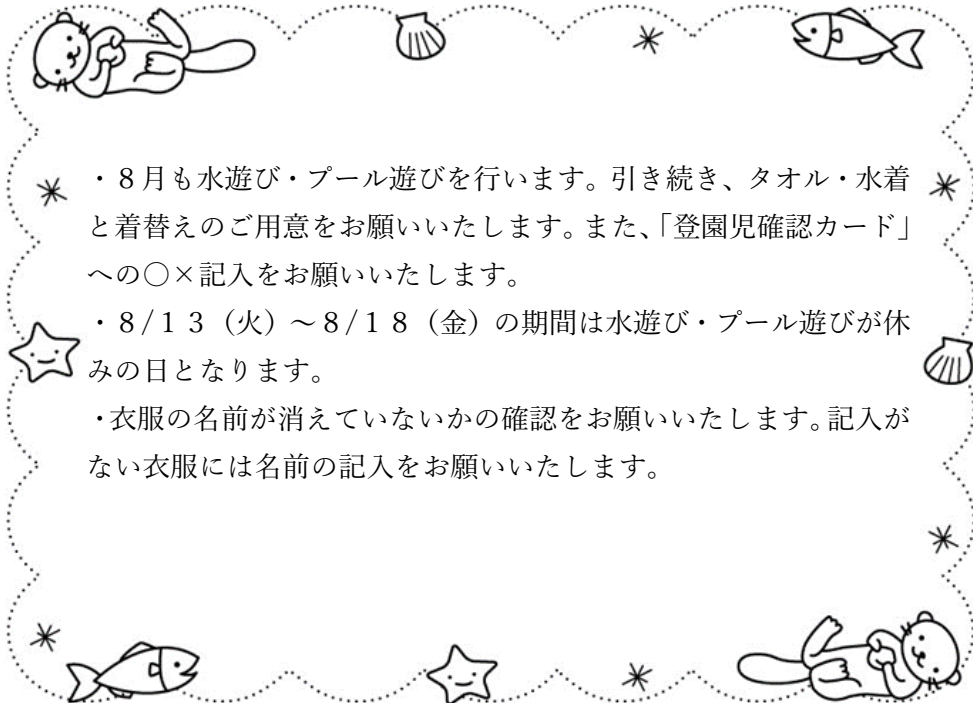 ・８月も水遊び・プール遊びを行います。引き続き、タオル・水着
と着替えのご用意をお願いいたします。また、「登園児確認カード」
への○×記入をお願いいたします。
・８/１３（火）～８/１８（金）の期間は水遊び・プール遊びが休
みの日となります。
・衣服の名前が消えていないかの確認をお願いいたします。記入が
ない衣服には名前の記入をお願いいたします。